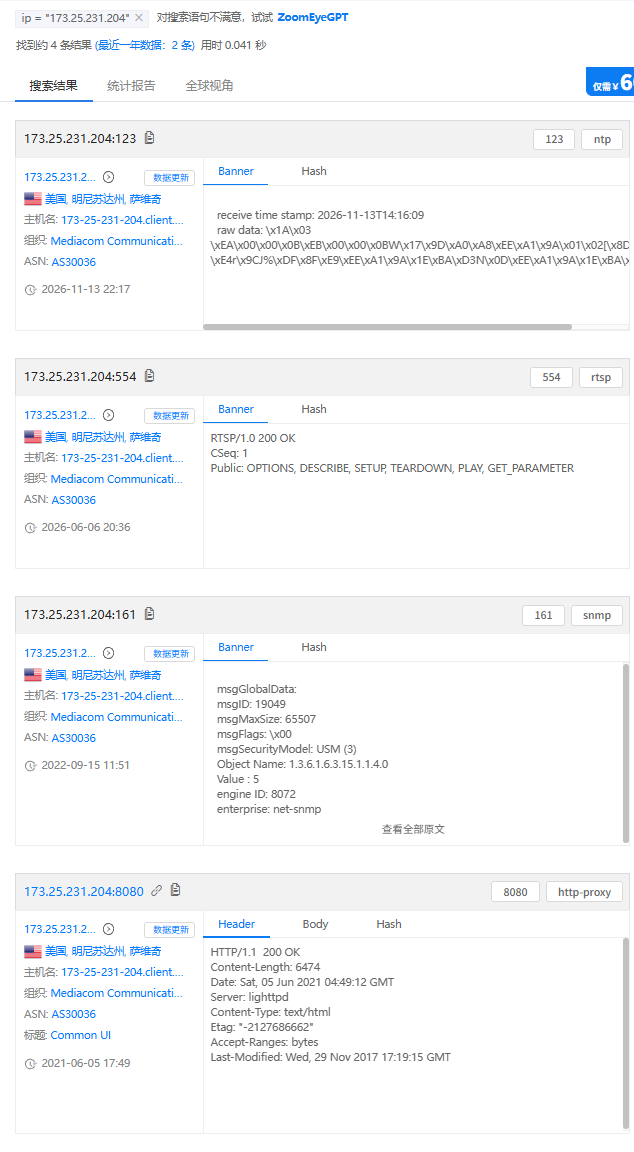 ip = "173.25.231.204" × 对搜索语句不满意，试试 ZoomEyeGPT
找到约 4 条结果 (最近一年数据：2 条) 用时 0.041 秒
搜索结果 统计报告 全球视角
仅需￥6
173.25.231.204:123 123 ntp
173.25.231.2... 数据更新
美国, 明尼苏达州, 萨维奇
主机名: 173-25-231-204.client....
组织: Mediacom Communicati...
ASN: AS30036
2026-11-13 22:17
Banner Hash
receive time stamp: 2026-11-13T14:16:09
raw data: \x1A\x03
\xEA\x00\x00\x0B\xEB\x00\x00\x0BW\x17\x9D\xA0\xA8\xEE\xA1\x9A\x01\x02[\x8D
\xE4r\x9CJ%\xDF\x8F\xE9\xEE\xA1\x9A\x1E\xBA\xD3N\x0D\xEE\xA1\x9A\x1E\xBA\
173.25.231.204:554 554 rtsp
173.25.231.2... 数据更新
美国, 明尼苏达州, 萨维奇
主机名: 173-25-231-204.client....
组织: Mediacom Communicati...
ASN: AS30036
2026-06-06 20:36
Banner Hash
RTSP/1.0 200 OK
CSeq: 1
Public: OPTIONS, DESCRIBE, SETUP, TEARDOWN, PLAY, GET_PARAMETER
173.25.231.204:161 161 snmp
173.25.231.2... 数据更新
美国, 明尼苏达州, 萨维奇
主机名: 173-25-231-204.client....
组织: Mediacom Communicati...
ASN: AS30036
2022-09-15 11:51
Banner Hash
msgGlobalData:
msgID: 19049
msgMaxSize: 65507
msgFlags: \x00
msgSecurityModel: USM (3)
Object Name: 1.3.6.1.6.3.15.1.1.4.0
Value : 5
engine ID: 8072
enterprise: net-snmp
查看全部原文
173.25.231.204:8080 8080 http-proxy
173.25.231.2... 数据更新
美国, 明尼苏达州, 萨维奇
主机名: 173-25-231-204.client....
组织: Mediacom Communicati...
ASN: AS30036
标题: Common UI
2021-06-05 17:49
Header Body Hash
HTTP/1.1 200 OK
Content-Length: 6474
Date: Sat, 05 Jun 2021 04:49:12 GMT
Server: lighttpd
Content-Type: text/html
Etag: "-2127686662"
Accept-Ranges: bytes
Last-Modified: Wed, 29 Nov 2017 17:19:15 GMT